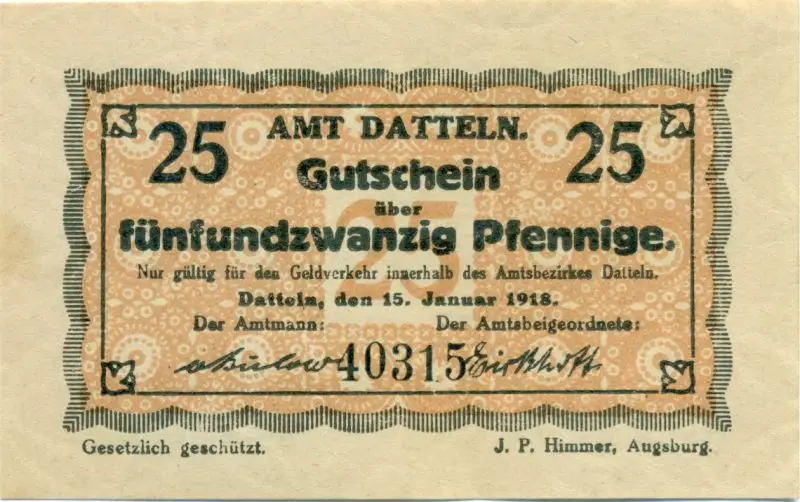 25 AMT DATTELN. 25
Gutschein
über
25
fünfundzwanzig Pfennige.
Nur gültig für den Geldverkehr innerhalb des Amtsbezirkes Datteln.
Datteln, den 15. Januar 1918.
Der Amtmann: Der Amtsbeigeordnete:
40315
Gesetzlich geschützt. J. P. Himmer, Augsburg.